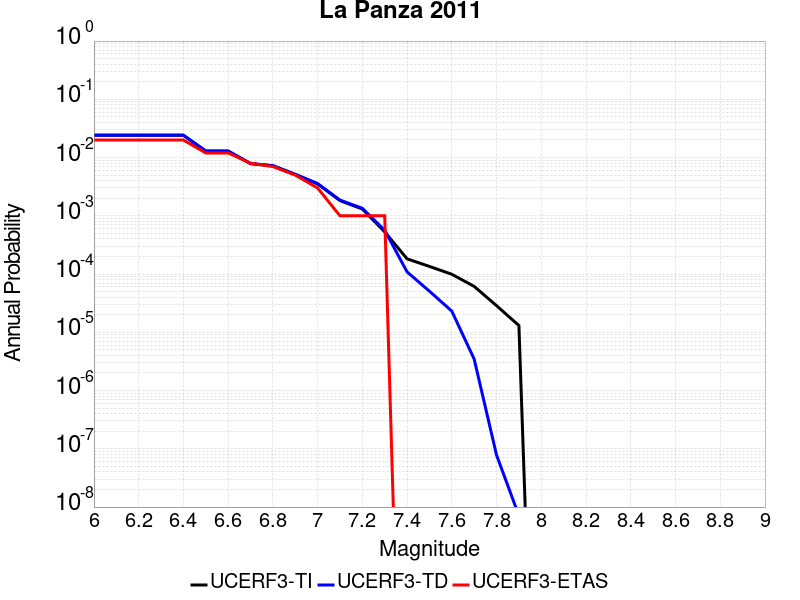 La Panza 2011
10^0
10^-1
10^-2
10^-3
10^-4
10^-5
10^-6
10^-7
10^-8
Annual Probability
6 6.2 6.4 6.6 6.8 7 7.2 7.4 7.6 7.8 8 8.2 8.4 8.6 8.8 9
Magnitude
UCERF3-TI UCERF3-TD UCERF3-ETAS